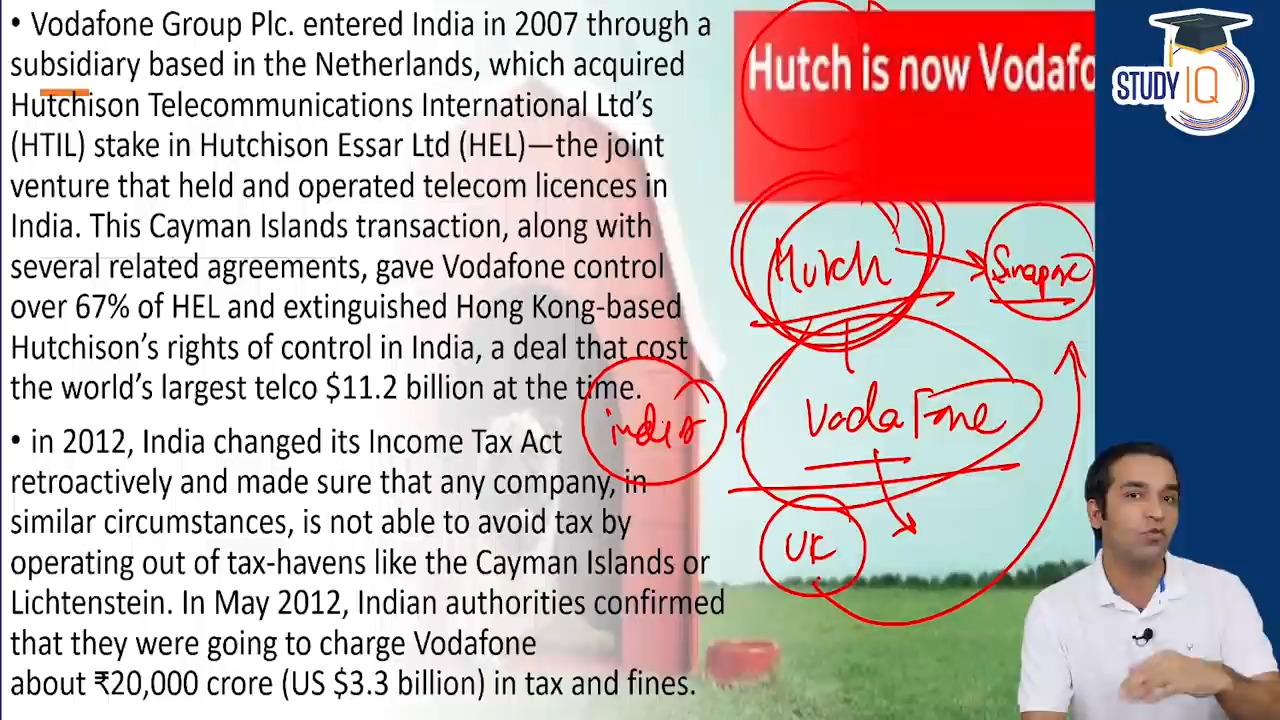 • Vodafone Group Plc. entered India in 2007 through a
subsidiary based in the Netherlands, which acquired
Hutchison Telecommunications International Ltd’s
(HTIL) stake in Hutchison Essar Ltd (HEL)—the joint
venture that held and operated telecom licences in
India. This Cayman Islands transaction, along with
several related agreements, gave Vodafone control
over 67% of HEL and extinguished Hong Kong-based
Hutchison’s rights of control in India, a deal that cost
the world’s largest telco $11.2 billion at the time.
• in 2012, India changed its Income Tax Act
retroactively and made sure that any company, in
similar circumstances, is not able to avoid tax by
operating out of tax-havens like the Cayman Islands or
Lichtenstein. In May 2012, Indian authorities confirmed
that they were going to charge Vodafone
about ₹20,000 crore (US $3.3 billion) in tax and fines.
Hutch is now Vodafo
STUDY IQ
Hutch
Vodafone
india
UK